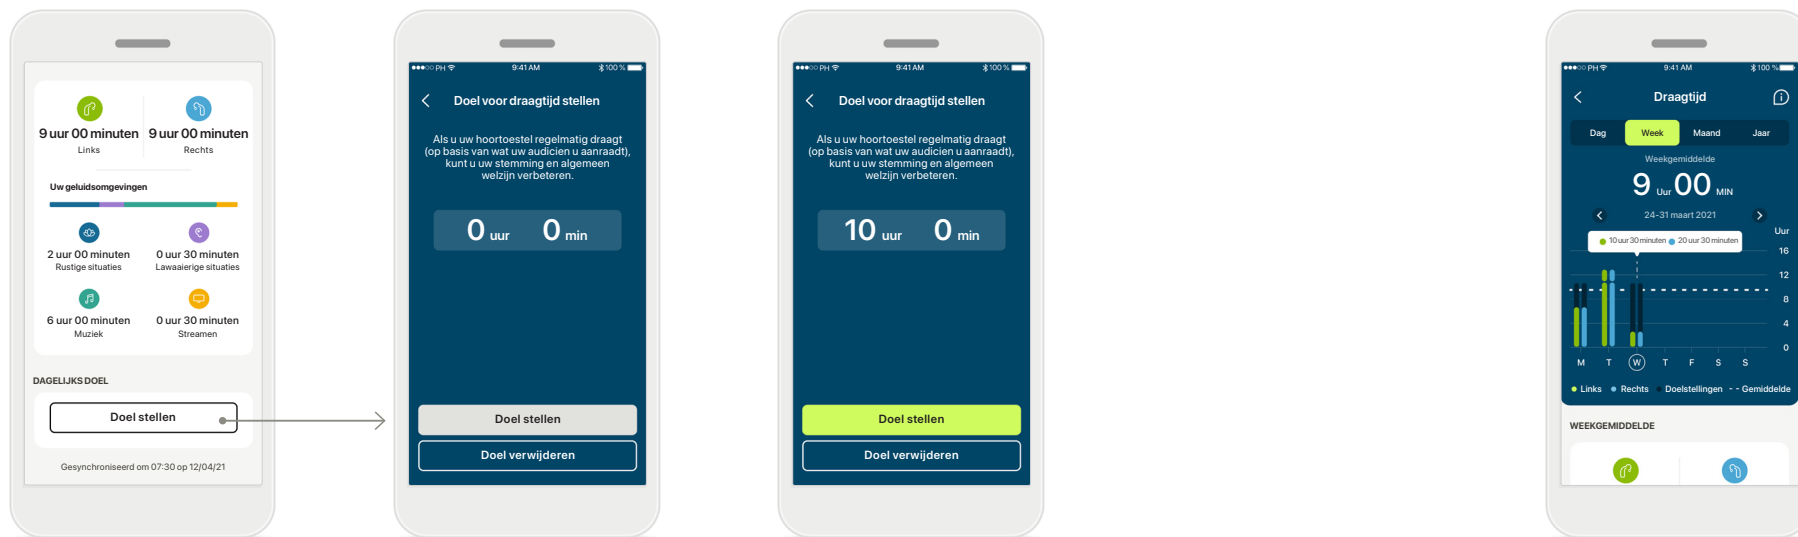 9 uur 00 minuten 9 uur 00 minuten
Links Rechts
Uw geluidsomgevingen
2 uur 00 minuten 0 uur 30 minuten
Rustige situaties Lawaaierige situaties
6 uur 00 minuten 0 uur 30 minuten
Muziek Streamen
DAGELIJKS DOEL
Doel stellen
Gesynchroniseerd om 07:30 op 12/04/21
PH 9:41 AM 100 %
Doel voor draagtijd stellen
Als u uw hoortoestel regelmatig draagt
(op basis van wat uw audicien u aanraadt),
kunt u uw stemming en algemeen
welzijn verbeteren.
0 uur 0 min
Doel stellen
Doel verwijderen
PH 9:41 AM 100 %
Doel voor draagtijd stellen
Als u uw hoortoestel regelmatig draagt
(op basis van wat uw audicien u aanraadt),
kunt u uw stemming en algemeen
welzijn verbeteren.
10 uur 0 min
Doel stellen
Doel verwijderen
PH 9:41 AM 100 %
Draagtijd
Dag Week Maand Jaar
Weekgemiddelde
9 Uur 00 MIN
24-31 maart 2021
Uur
10 uur 30 minuten 20 uur 30 minuten
16
12
8
4
0
M T W T F S S
Links Rechts Doelstellingen - - Gemiddelde
WEEKGEMIDDELDE